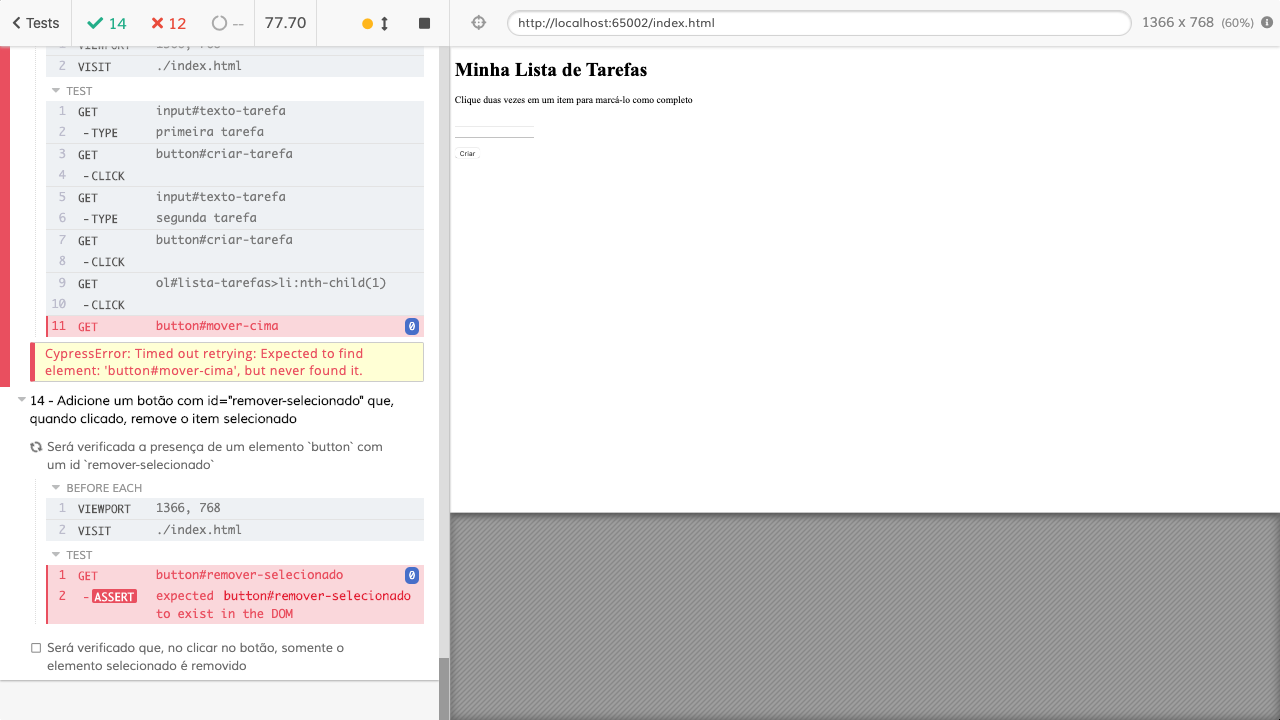 Tests
14
12
--
77.70
http://localhost:65002/index.html
1366 x 768 (60%)
1 VIEWPORT 1366, 768
2 VISIT ./index.html
TEST
1 GET input#texto-tarefa
2 -TYPE primeira tarefa
3 GET button#criar-tarefa
4 -CLICK
5 GET input#texto-tarefa
6 -TYPE segunda tarefa
7 GET button#criar-tarefa
8 -CLICK
9 GET ol#lista-tarefas>li:nth-child(1)
10 -CLICK
11 GET button#mover-cima 0
CypressError: Timed out retrying: Expected to find
element: 'button#mover-cima', but never found it.
14 - Adicione um botão com id="remover-selecionado" que,
quando clicado, remove o item selecionado
Será verificada a presença de um elemento `button` com
um id `remover-selecionado`
BEFORE EACH
1 VIEWPORT 1366, 768
2 VISIT ./index.html
TEST
1 GET button#remover-selecionado 0
2 -ASSERT expected button#remover-selecionado
to exist in the DOM
Será verificado que, no clicar no botão, somente o
elemento selecionado é removido
Minha Lista de Tarefas
Clique duas vezes em um item para marcá-lo como completo
Criar